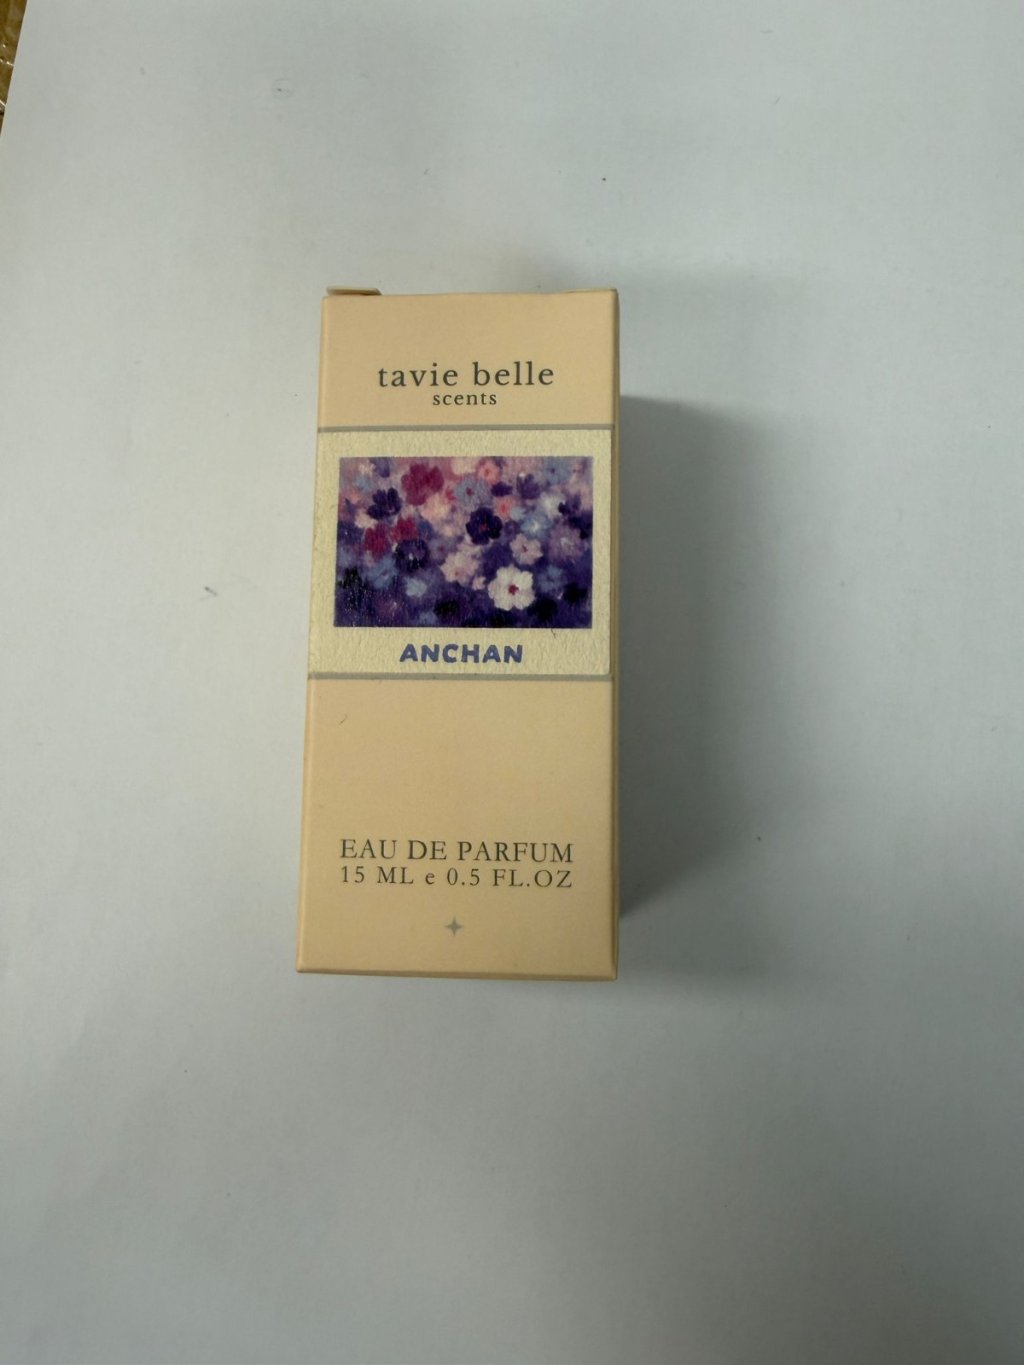 tavie belle
scents
ANCHAN
EAU DE PARFUM
15 ML e 0.5 FL.OZ